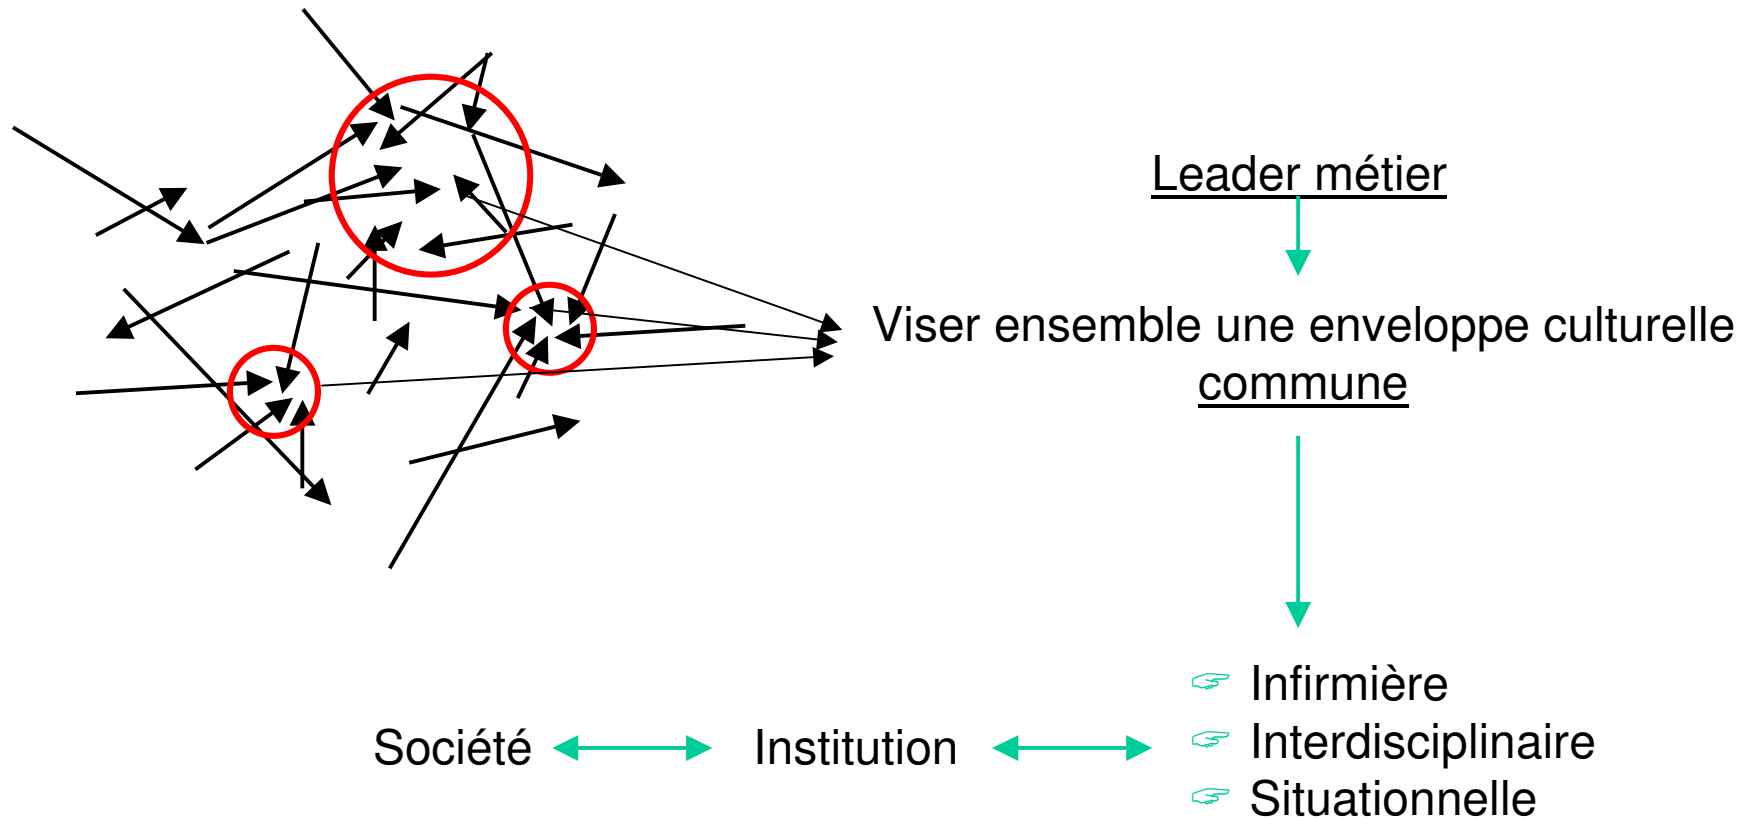 Leader métier
Viser ensemble une enveloppe culturelle
commune
☞ Infirmière
Société
Institution
☞ Interdisciplinaire
☞ Situationnelle